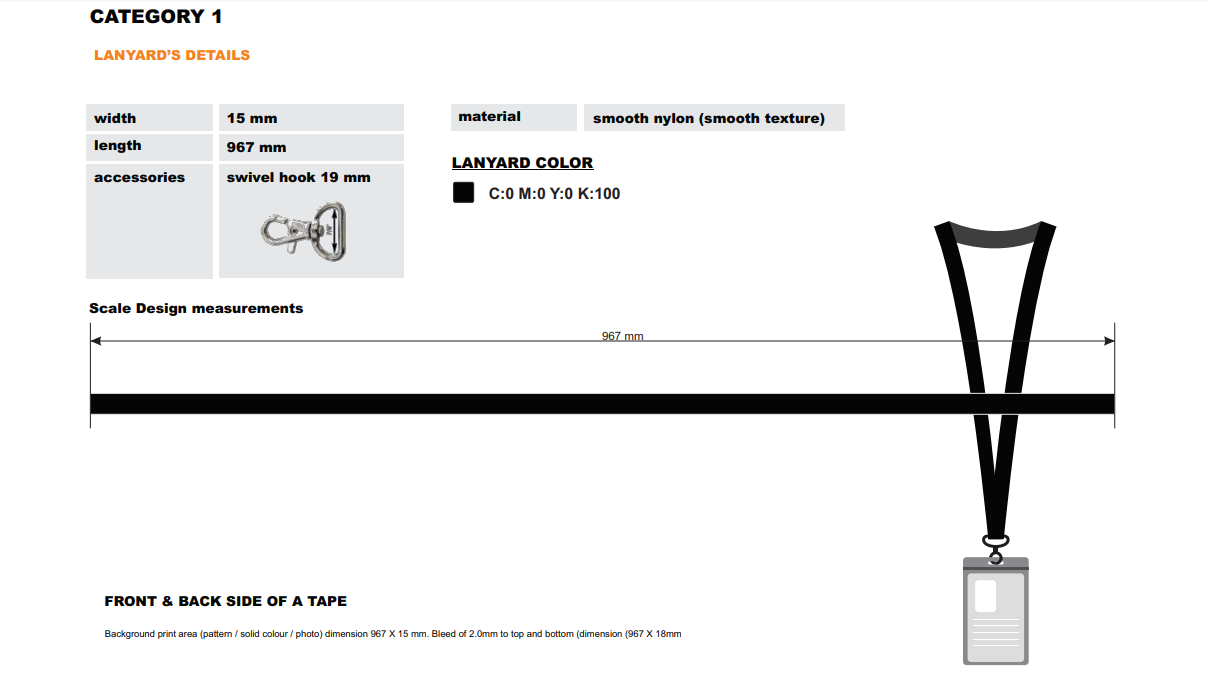 CATEGORY 1
LANYARD'S DETAILS
width 15 mm
length 967 mm
accessories swivel hook 19 mm
material smooth nylon (smooth texture)
LANYARD COLOR
C:0 M:0 Y:0 K:100
Scale Design measurements
967 mm
FRONT & BACK SIDE OF A TAPE
Background print area (pattern / solid colour / photo) dimension 967 X 15 mm. Bleed of 2.0mm to top and bottom (dimension (967 X 18mm